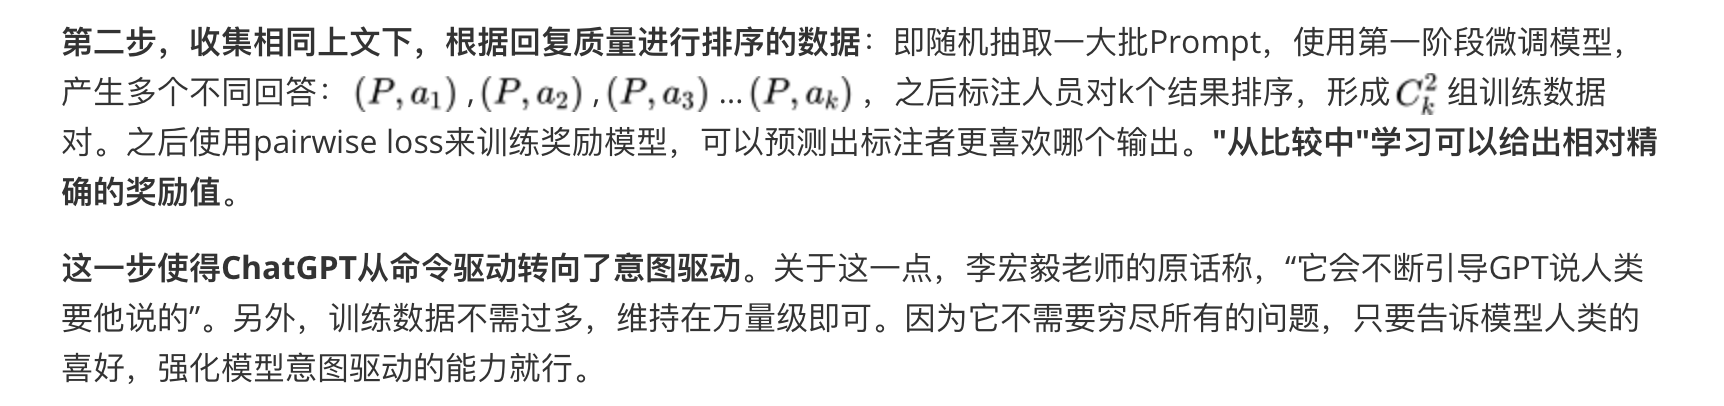 第二步，收集相同上文下，根据回复质量进行排序的数据：即随机抽取一大批Prompt，使用第一阶段微调模型，
产生多个不同回答： (P, a₁) , (P, a₂) , (P, a₃) ... (P, aₖ) ，之后标注人员对k个结果排序，形成 C_k^2 组训练数据
对。之后使用pairwise loss来训练奖励模型，可以预测出标注者更喜欢哪个输出。"从比较中"学习可以给出相对精
确的奖励值。
这一步使得ChatGPT从命令驱动转向了意图驱动。关于这一点，李宏毅老师的原话称，“它会不断引导GPT说人类
要他说的”。另外，训练数据不需过多，维持在万量级即可。因为它不需要穷尽所有的问题，只要告诉模型人类的
喜好，强化模型意图驱动的能力就行。